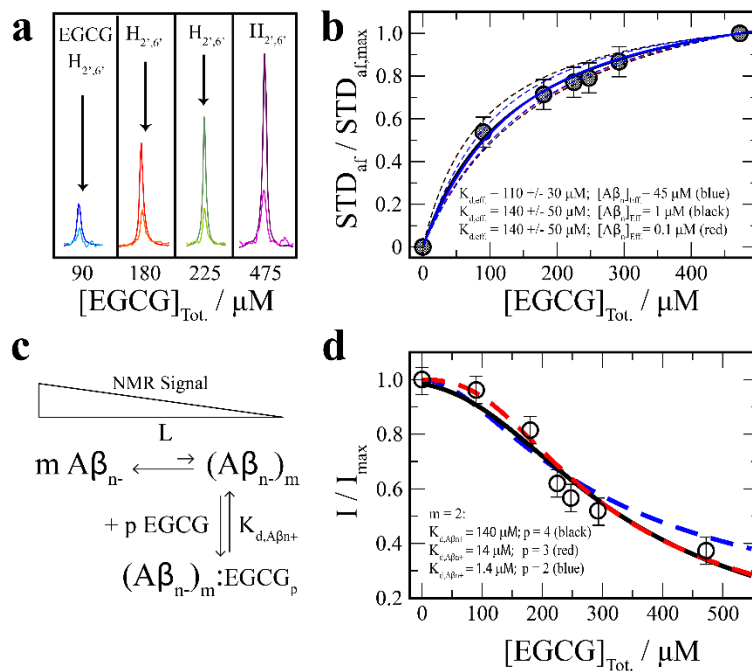 a
EGCG
H2',6'
H2',6'
H2',6'
H2',6'
90 180 225 475
[EGCG]Tot. / μM
b
STDaf / STDaf,max
1.0
0.8
0.6
0.4
0.2
0
Kd,eff. = 110 +/- 30 μM; [Aβn]Eff = 45 μM (blue)
Kd,eff. = 140 +/- 50 μM; [Aβn]Eff = 1 μM (black)
Kd,eff. = 140 +/- 50 μM; [Aβn]Eff = 0.1 μM (red)
0 200 400
[EGCG]Tot. / μM
c
NMR Signal
L
m Aβn- (Aβn-)m
+ p EGCG Kd,Aβn+
(Aβn-)m:EGCGp
d
I / Imax
1.0
0.8
0.6
0.4
0.2
m = 2:
Kd,Aβn+ = 140 μM; p = 4 (black)
Kd,Aβn+ = 14 μM; p = 3 (red)
Kd,Aβn+ = 1.4 μM; p = 2 (blue)
0 100 200 300 400 500
[EGCG]Tot. / μM